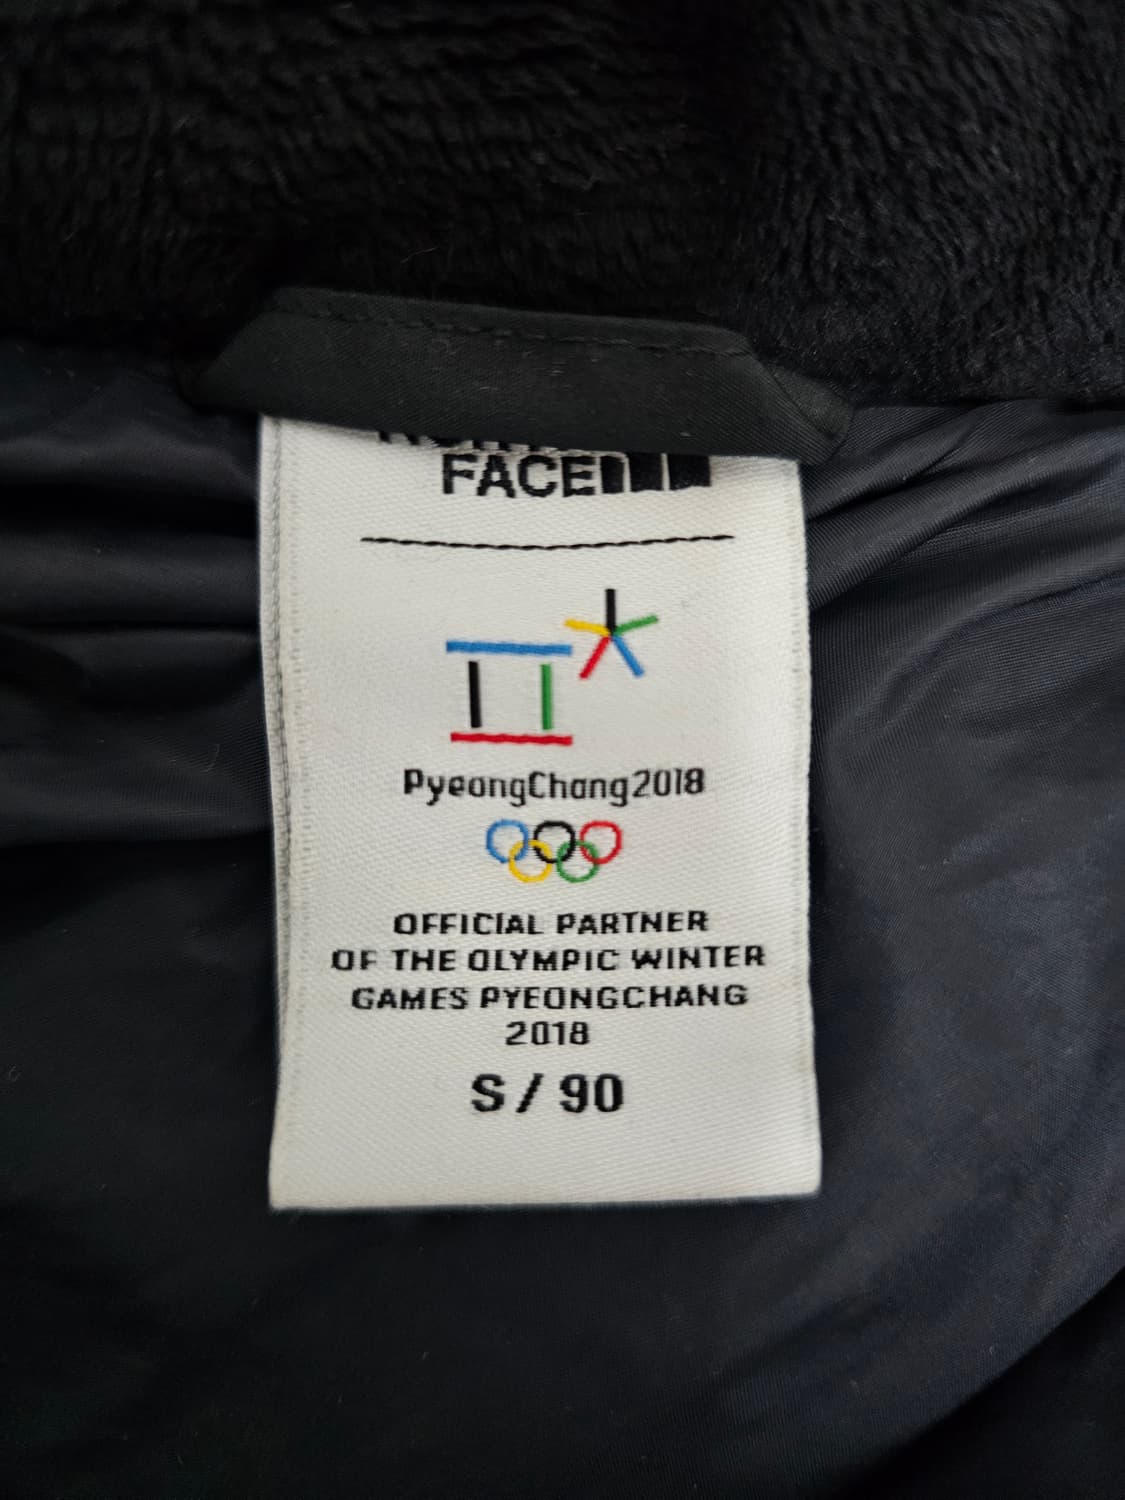 FACE
PyeongChang2018
OFFICIAL PARTNER
OF THE OLYMPIC WINTER
GAMES PYEONGCHANG
2018
S / 90